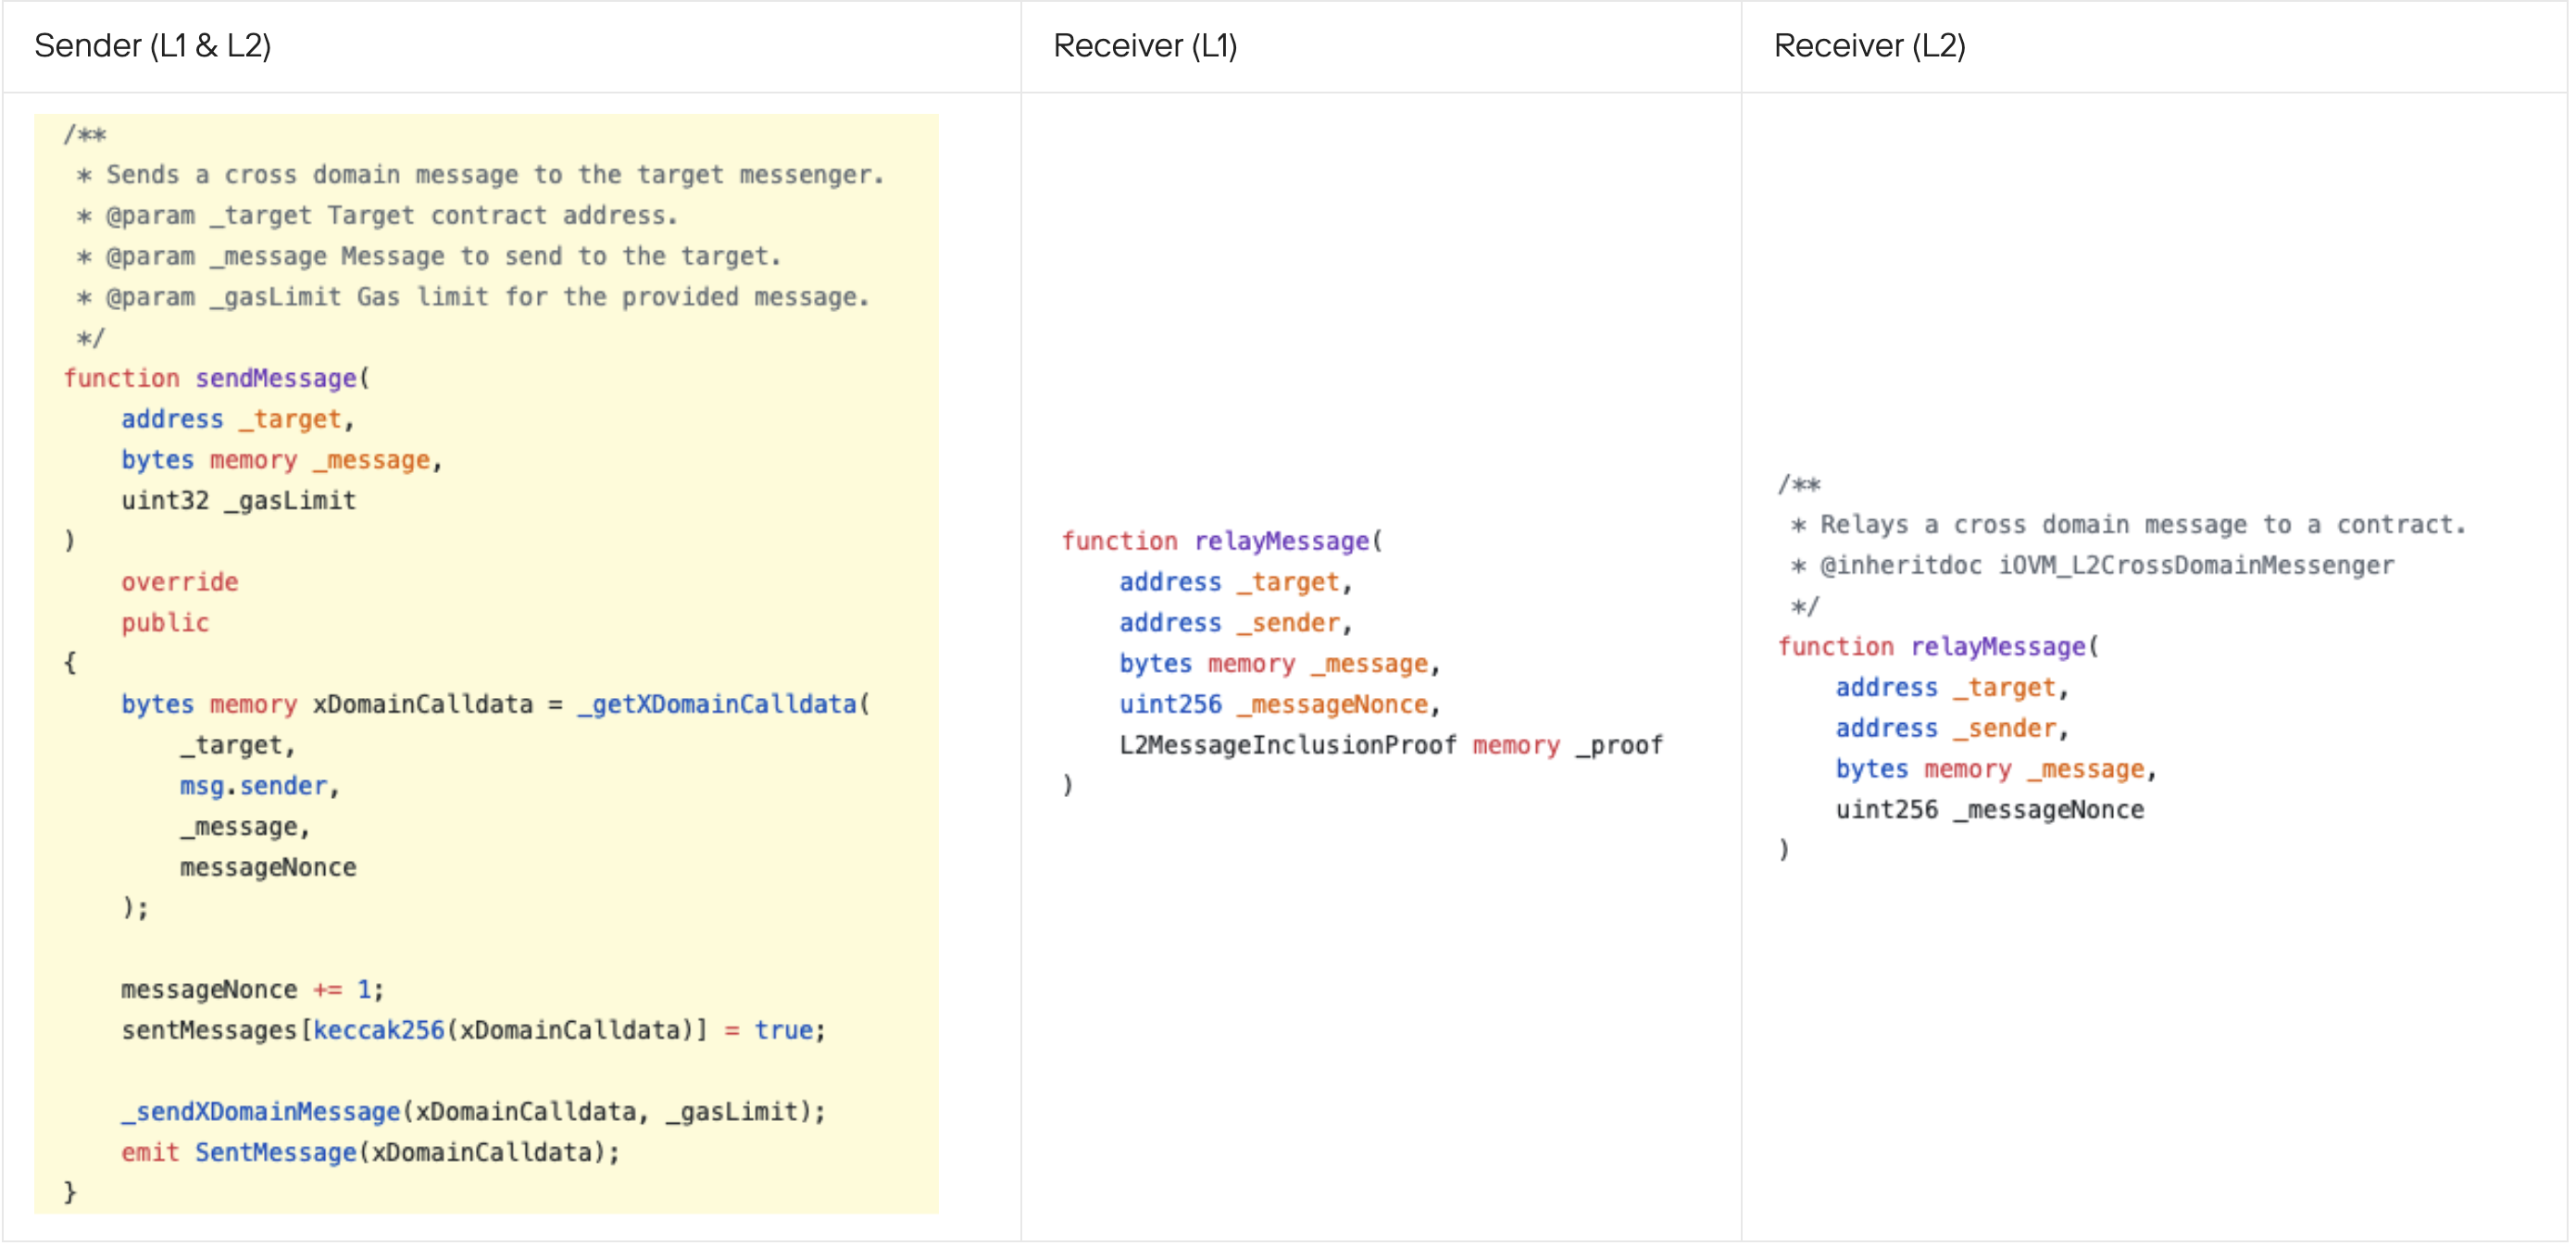 Sender (L1 & L2)
Receiver (L1)
Receiver (L2)
/**
 * Sends a cross domain message to the target messenger.
 * @param _target Target contract address.
 * @param _message Message to send to the target.
 * @param _gasLimit Gas limit for the provided message.
 */
function sendMessage(
    address _target,
    bytes memory _message,
    uint32 _gasLimit
)
    override
    public
{
    bytes memory xDomainCalldata = _getXDomainCalldata(
        _target,
        msg.sender,
        _message,
        messageNonce
    );

    messageNonce += 1;
    sentMessages[keccak256(xDomainCalldata)] = true;

    _sendXDomainMessage(xDomainCalldata, _gasLimit);
    emit SentMessage(xDomainCalldata);
}
function relayMessage(
    address _target,
    address _sender,
    bytes memory _message,
    uint256 _messageNonce,
    L2MessageInclusionProof memory _proof
)
/**
 * Relays a cross domain message to a contract.
 * @inheritdoc iOVM_L2CrossDomainMessenger
 */
function relayMessage(
    address _target,
    address _sender,
    bytes memory _message,
    uint256 _messageNonce
)